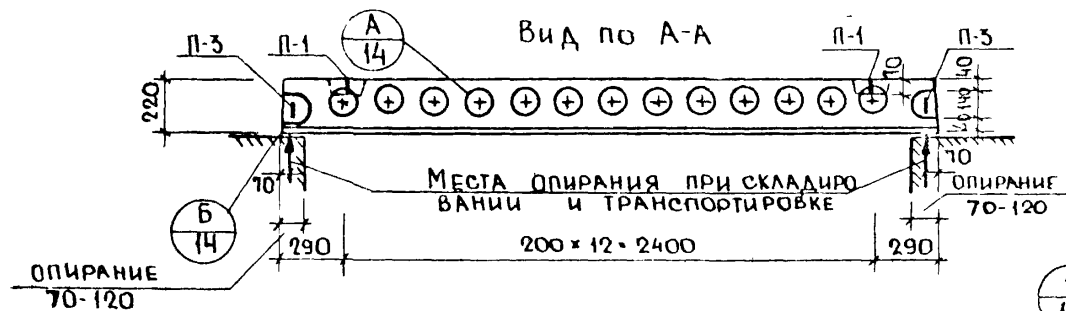 Вид по А-А
П-3
П-1
А
14
П-1
П-3
220
70
40
140
40
70
70
МЕСТА ОПИРАНИЯ ПРИ СКЛАДИРО
ВАНИИ И ТРАНСПОРТИРОВКЕ
ОПИРАНИЕ
70-120
Б
14
290
200 × 12 = 2400
290
ОПИРАНИЕ
70-120